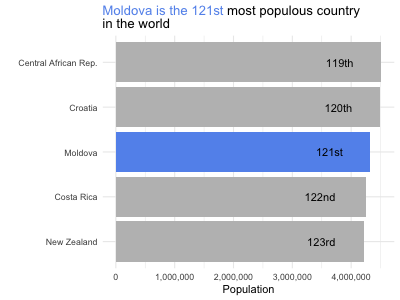 Moldova is the 121st most populous country
in the world
Central African Rep.
119th
Croatia
120th
Moldova
121st
Costa Rica
122nd
New Zealand
123rd
0
1,000,000
2,000,000
3,000,000
4,000,000
Population